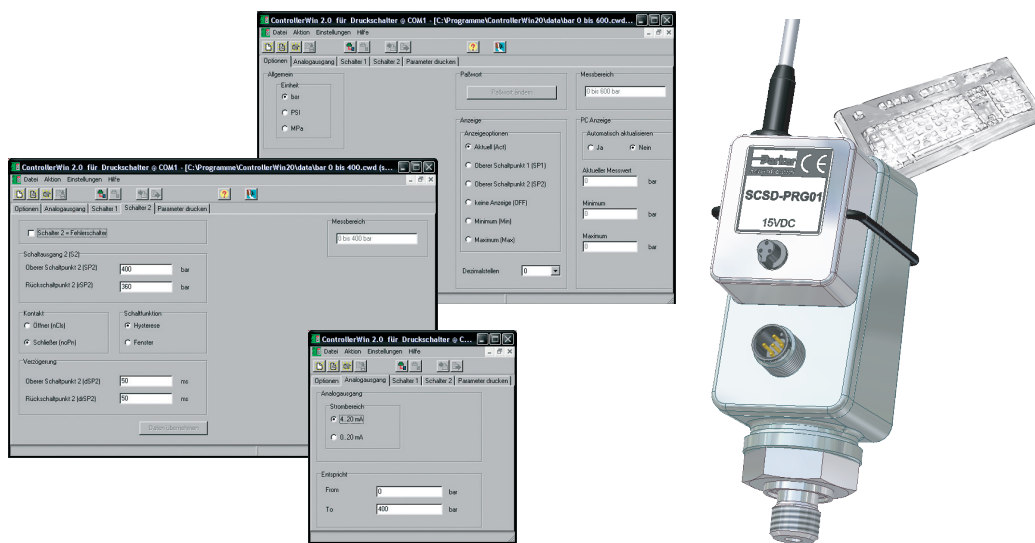 ControllerWin 2.0 für Druckschalter @ COM1 - [C:\Programme\ControllerWin20\data\bar 0 bis 600.cwd...
Datei Aktion Einstellungen Hilfe
Optionen Analogausgang Schalter 1 Schalter 2 Parameter drucken
Allgemein
Einheit
bar
PSI
MPa
Paßwort
Paßwort ändern
Messbereich
0 bis 600 bar
Anzeige
Anzeigeoptionen
Aktuell (Act)
Oberer Schaltpunkt 1 (SP1)
Oberer Schaltpunkt 2 (SP2)
keine Anzeige (OFF)
Minimum (Min)
Maximum (Max)
Dezimalstellen 0
PC Anzeige
Automatisch aktualisieren
Ja Nein
Aktueller Messwert
0 bar
Minimum
0 bar
Maximum
0 bar
ControllerWin 2.0 für Druckschalter @ COM1 - [C:\Programme\ControllerWin20\data\bar 0 bis 400.cwd (s...
Datei Aktion Einstellungen Hilfe
Optionen Analogausgang Schalter 1 Schalter 2 Parameter drucken
Schalter 2 = Fehlerschalter
Messbereich
0 bis 400 bar
Schaltausgang 2 (S2)
Oberer Schaltpunkt 2 (SP2) 400 bar
Rückschaltpunkt 2 (rSP2) 360 bar
Kontakt
Öffner (nCls)
Schließer (noPn)
Schaltfunktion
Hysterese
Fenster
Verzögerung
Oberer Schaltpunkt 2 (dSP2) 50 ms
Rückschaltpunkt 2 (drSP2) 50 ms
Daten übernehmen
ControllerWin 2.0 für Druckschalter @ C...
Datei Aktion Einstellungen Hilfe
Optionen Analogausgang Schalter 1 Schalter 2 Parameter drucken
Analogausgang
Strombereich
4..20 mA
0..20 mA
Entspricht
From 0 bar
To 400 bar
Parker CE
SCSD-PRG01
15VDC